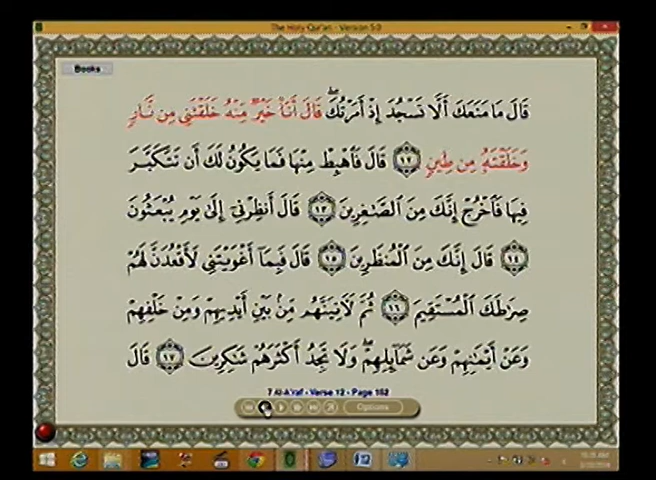 The Holy Qur'an - Version 5.0
Books
قَالَ مَا مَنَعَكَ أَلَّا تَسْجُدَ إِذْ أَمَرْتُكَ ۖ قَالَ أَنَا۠ خَيْرٌ مِّنْهُ خَلَقْتَنِى مِن نَّارٍ
وَخَلَقْتَهُۥ مِن طِينٍ ١٢ قَالَ فَٱهْبِطْ مِنْهَا فَمَا يَكُونُ لَكَ أَن تَتَكَبَّرَ
فِيهَا فَٱخْرُجْ إِنَّكَ مِنَ ٱلصَّـٰغِرِينَ ١٣ قَالَ أَنظِرْنِىٓ إِلَىٰ يَوْمِ يُبْعَثُونَ
١٤ قَالَ إِنَّكَ مِنَ ٱلْمُنظَرِينَ ١٥ قَالَ فَبِمَآ أَغْوَيْتَنِى لَأَقْعُدَنَّ لَهُمْ
صِرَٰطَكَ ٱلْمُسْتَقِيمَ ١٦ ثُمَّ لَـَٔاتِيَنَّهُم مِّنۢ بَيْنِ أَيْدِيهِمْ وَمِنْ خَلْفِهِمْ
وَعَنْ أَيْمَـٰنِهِمْ وَعَن شَمَآئِلِهِمْ ۖ وَلَا تَجِدُ أَكْثَرَهُمْ شَـٰكِرِينَ ١٧ قَالَ
7 Al-A'raf - Verse 12 - Page 152
Options